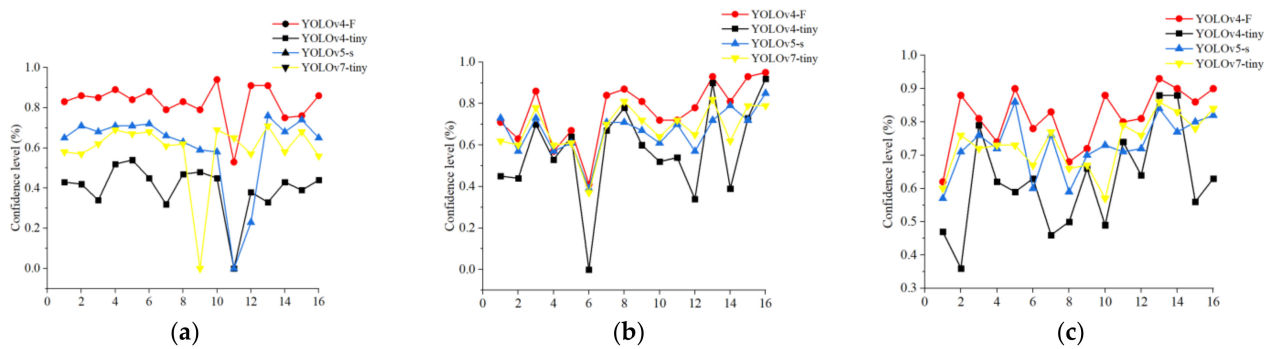 YOLOv4-F
YOLOv4-tiny
YOLOv5-s
YOLOv7-tiny
Confidence level (%)
1.0
0.8
0.6
0.4
0.2
0.0
0 2 4 6 8 10 12 14 16
(a)
YOLOv4-F
YOLOv4-tiny
YOLOv5-s
YOLOv7-tiny
Confidence level (%)
1.0
0.8
0.6
0.4
0.2
0.0
0 2 4 6 8 10 12 14 16
(b)
YOLOv4-F
YOLOv4-tiny
YOLOv5-s
YOLOv7-tiny
Confidence level (%)
1.0
0.9
0.8
0.7
0.6
0.5
0.4
0.3
0 2 4 6 8 10 12 14 16
(c)